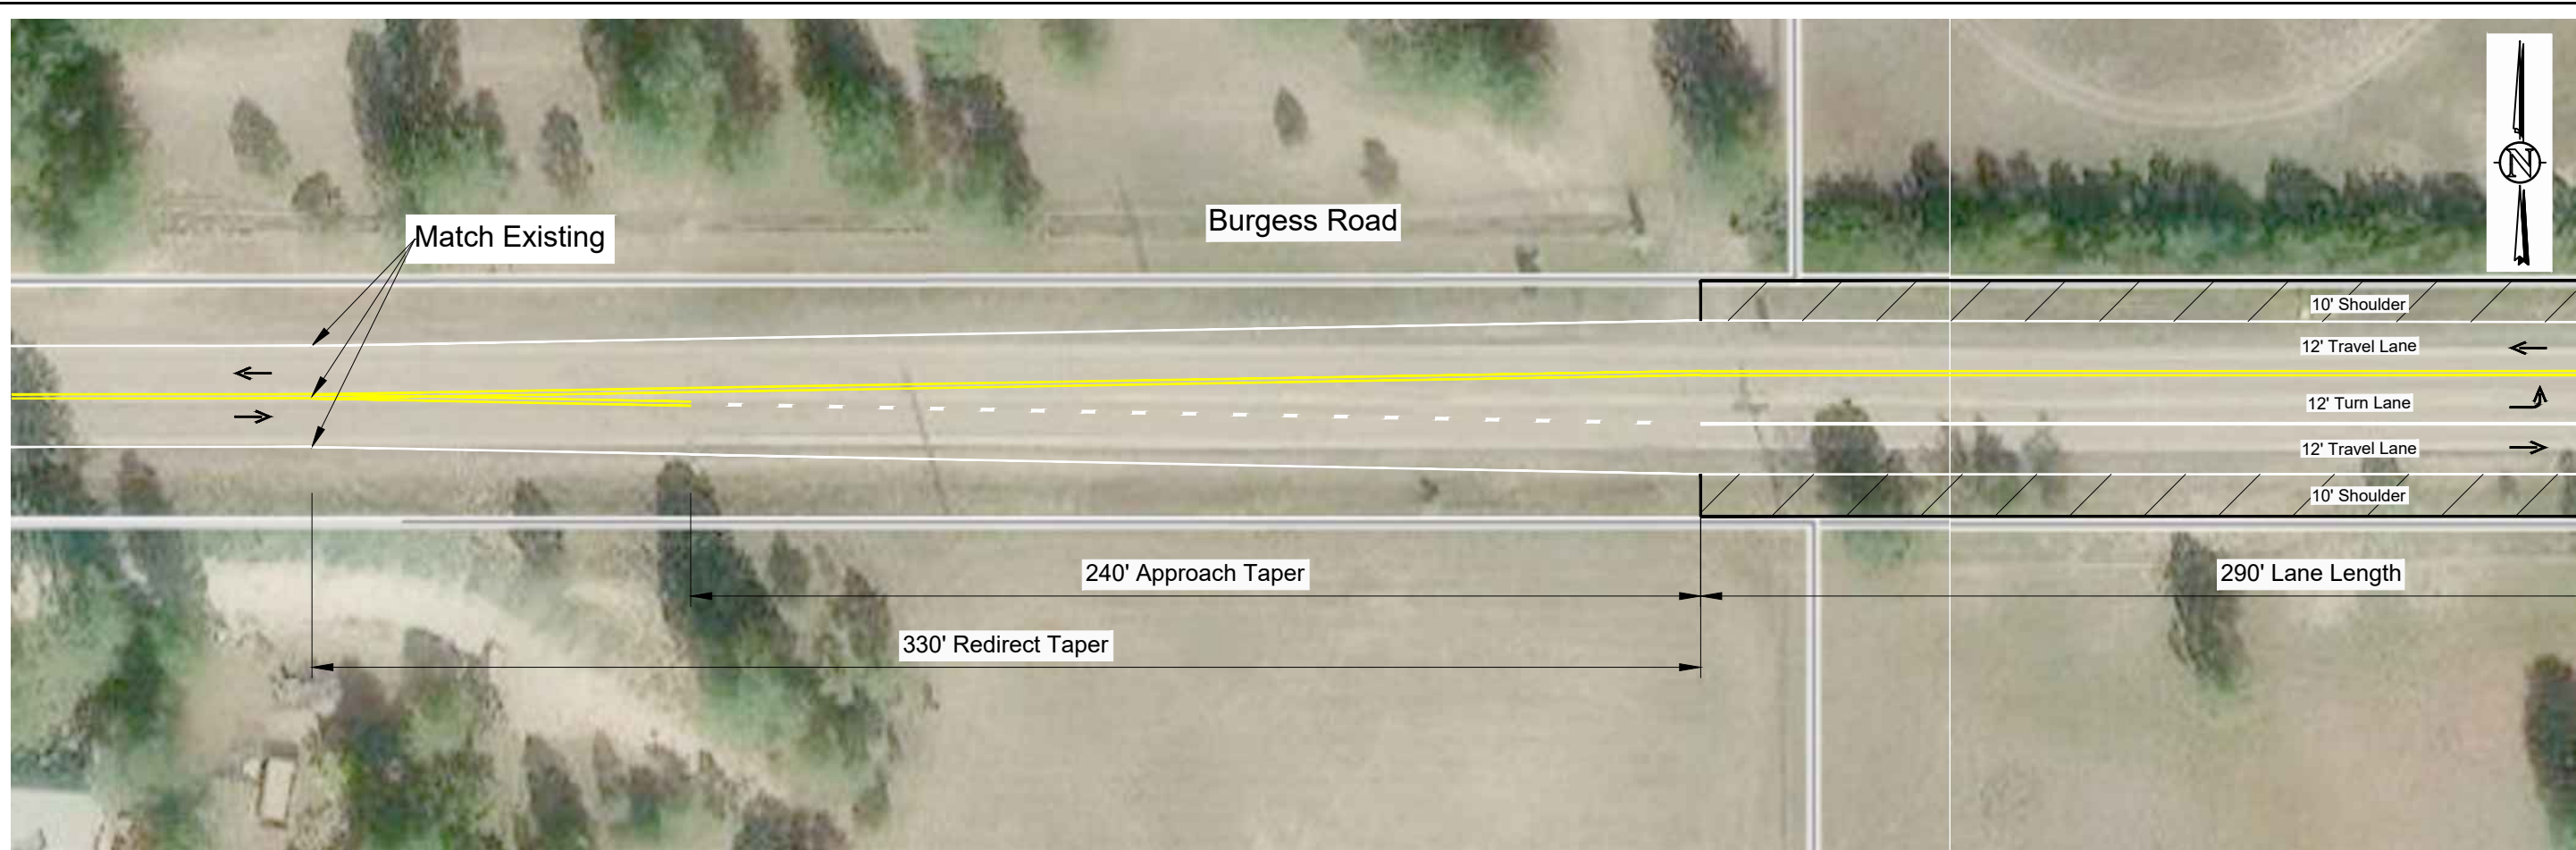 Match Existing
Burgess Road
N
10' Shoulder
12' Travel Lane
12' Turn Lane
12' Travel Lane
10' Shoulder
240' Approach Taper
290' Lane Length
330' Redirect Taper